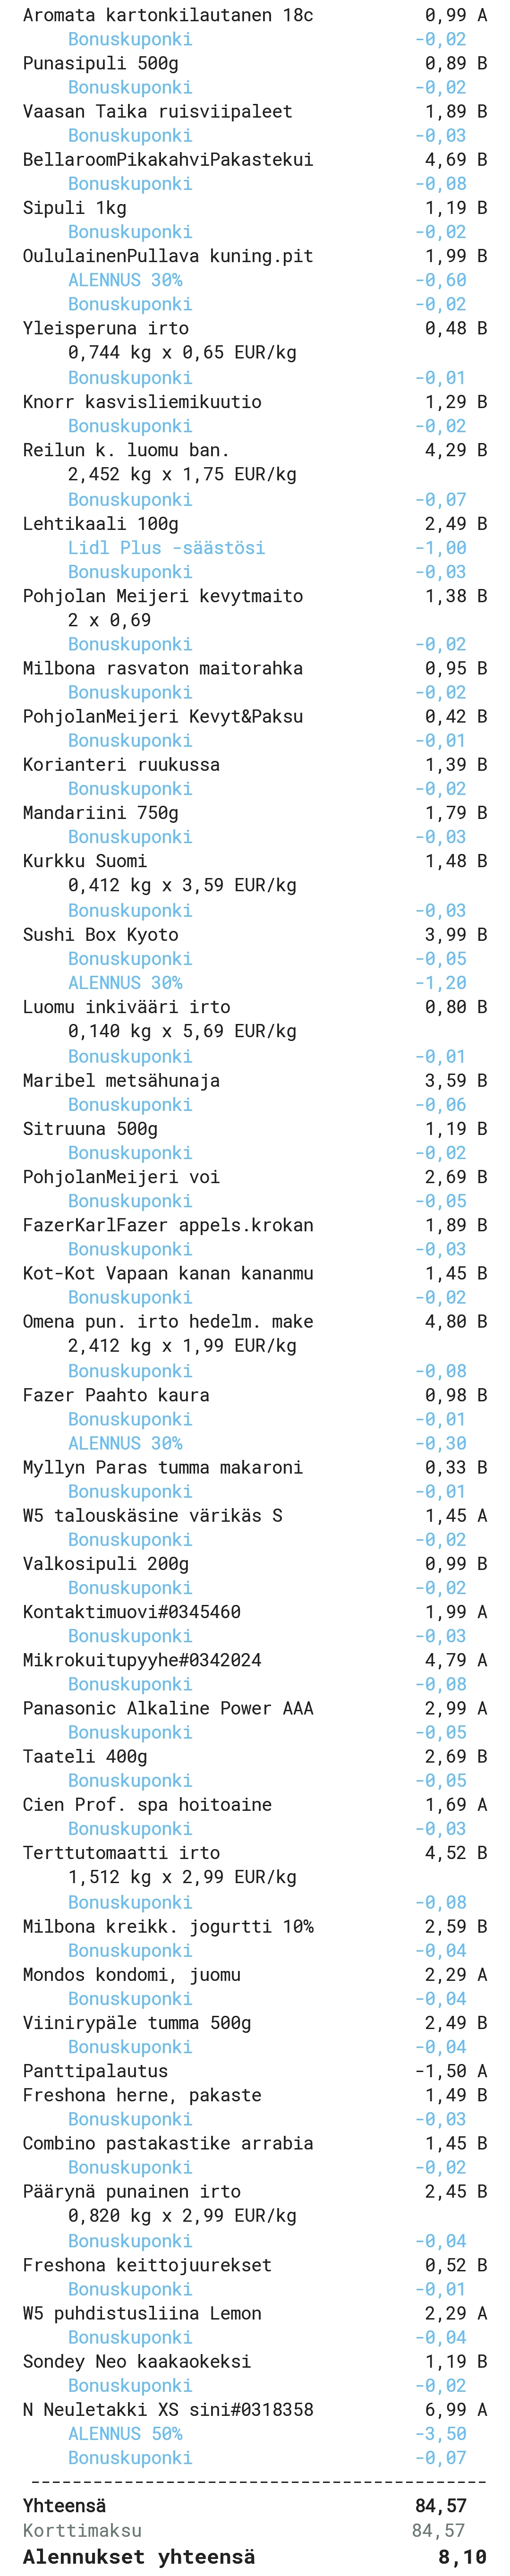 Aromata kartonkilautanen 18c 0,99 A
Bonuskuponki -0,02
Punasipuli 500g 0,89 B
Bonuskuponki -0,02
Vaasan Taika ruisviipaleet 1,89 B
Bonuskuponki -0,03
BellaroomPikakahviPakastekui 4,69 B
Bonuskuponki -0,08
Sipuli 1kg 1,19 B
Bonuskuponki -0,02
OululainenPullava kuning.pit 1,99 B
ALENNUS 30% -0,60
Bonuskuponki -0,02
Yleisperuna irto 0,48 B
0,744 kg x 0,65 EUR/kg
Bonuskuponki -0,01
Knorr kasvisliemikuutio 1,29 B
Bonuskuponki -0,02
Reilun k. luomu ban. 4,29 B
2,452 kg x 1,75 EUR/kg
Bonuskuponki -0,07
Lehtikaali 100g 2,49 B
Lidl Plus -säästösi -1,00
Bonuskuponki -0,03
Pohjolan Meijeri kevytmaito 1,38 B
2 x 0,69
Bonuskuponki -0,02
Milbona rasvaton maitorahka 0,95 B
Bonuskuponki -0,02
PohjolanMeijeri Kevyt&Paksu 0,42 B
Bonuskuponki -0,01
Korianteri ruukussa 1,39 B
Bonuskuponki -0,02
Mandariini 750g 1,79 B
Bonuskuponki -0,03
Kurkku Suomi 1,48 B
0,412 kg x 3,59 EUR/kg
Bonuskuponki -0,03
Sushi Box Kyoto 3,99 B
Bonuskuponki -0,05
ALENNUS 30% -1,20
Luomu inkivääri irto 0,80 B
0,140 kg x 5,69 EUR/kg
Bonuskuponki -0,01
Maribel metsähunaja 3,59 B
Bonuskuponki -0,06
Sitruuna 500g 1,19 B
Bonuskuponki -0,02
PohjolanMeijeri voi 2,69 B
Bonuskuponki -0,05
FazerKarlFazer appels.krokan 1,89 B
Bonuskuponki -0,03
Kot-Kot Vapaan kanan kananmu 1,45 B
Bonuskuponki -0,02
Omena pun. irto hedelm. make 4,80 B
2,412 kg x 1,99 EUR/kg
Bonuskuponki -0,08
Fazer Paahto kaura 0,98 B
Bonuskuponki -0,01
ALENNUS 30% -0,30
Myllyn Paras tumma makaroni 0,33 B
Bonuskuponki -0,01
W5 talouskäsine värikäs S 1,45 A
Bonuskuponki -0,02
Valkosipuli 200g 0,99 B
Bonuskuponki -0,02
Kontaktimuovi#0345460 1,99 A
Bonuskuponki -0,03
Mikrokuitupyyhe#0342024 4,79 A
Bonuskuponki -0,08
Panasonic Alkaline Power AAA 2,99 A
Bonuskuponki -0,05
Taateli 400g 2,69 B
Bonuskuponki -0,05
Cien Prof. spa hoitoaine 1,69 A
Bonuskuponki -0,03
Terttutomaatti irto 4,52 B
1,512 kg x 2,99 EUR/kg
Bonuskuponki -0,08
Milbona kreikk. jogurtti 10% 2,59 B
Bonuskuponki -0,04
Mondos kondomi, juomu 2,29 A
Bonuskuponki -0,04
Viinirypäle tumma 500g 2,49 B
Bonuskuponki -0,04
Panttipalautus -1,50 A
Freshona herne, pakaste 1,49 B
Bonuskuponki -0,03
Combino pastakastike arrabia 1,45 B
Bonuskuponki -0,02
Päärynä punainen irto 2,45 B
0,820 kg x 2,99 EUR/kg
Bonuskuponki -0,04
Freshona keittojuurekset 0,52 B
Bonuskuponki -0,01
W5 puhdistusliina Lemon 2,29 A
Bonuskuponki -0,04
Sondey Neo kaakaokeksi 1,19 B
Bonuskuponki -0,02
N Neuletakki XS sini#0318358 6,99 A
ALENNUS 50% -3,50
Bonuskuponki -0,07
--------------------------------------------
Yhteensä 84,57
Korttimaksu 84,57
Alennukset yhteensä 8,10